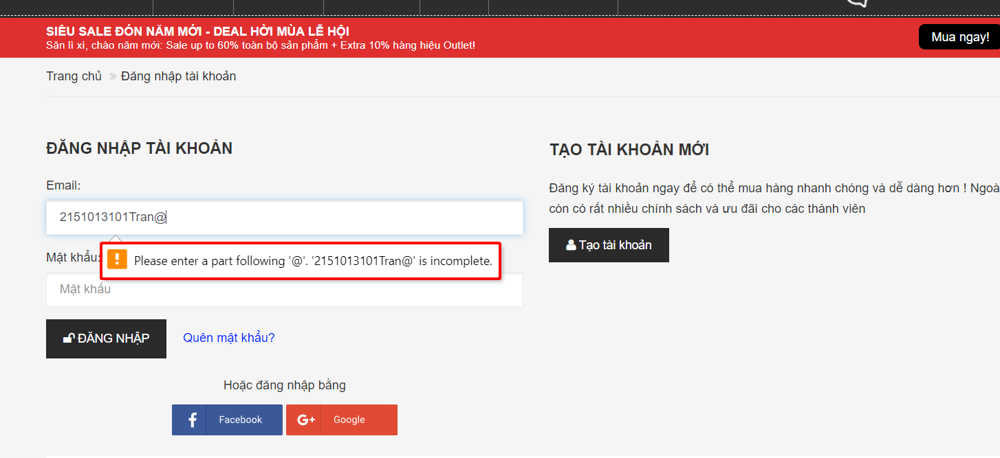 SIÊU SALE ĐÓN NĂM MỚI - DEAL HỜI MÙA LỄ HỘI
Săn lì xì, chào năm mới: Sale up to 60% toàn bộ sản phẩm + Extra 10% hàng hiệu Outlet!
Mua ngay!
Trang chủ » Đăng nhập tài khoản
ĐĂNG NHẬP TÀI KHOẢN
Email:
2151013101Tran@
Please enter a part following '@'. '2151013101Tran@' is incomplete.
Mật khẩu:
Mật khẩu
ĐĂNG NHẬP
Quên mật khẩu?
Hoặc đăng nhập bằng
Facebook
G+ Google
TẠO TÀI KHOẢN MỚI
Đăng ký tài khoản ngay để có thể mua hàng nhanh chóng và dễ dàng hơn ! Ngoà
còn có rất nhiều chính sách và ưu đãi cho các thành viên
Tạo tài khoản